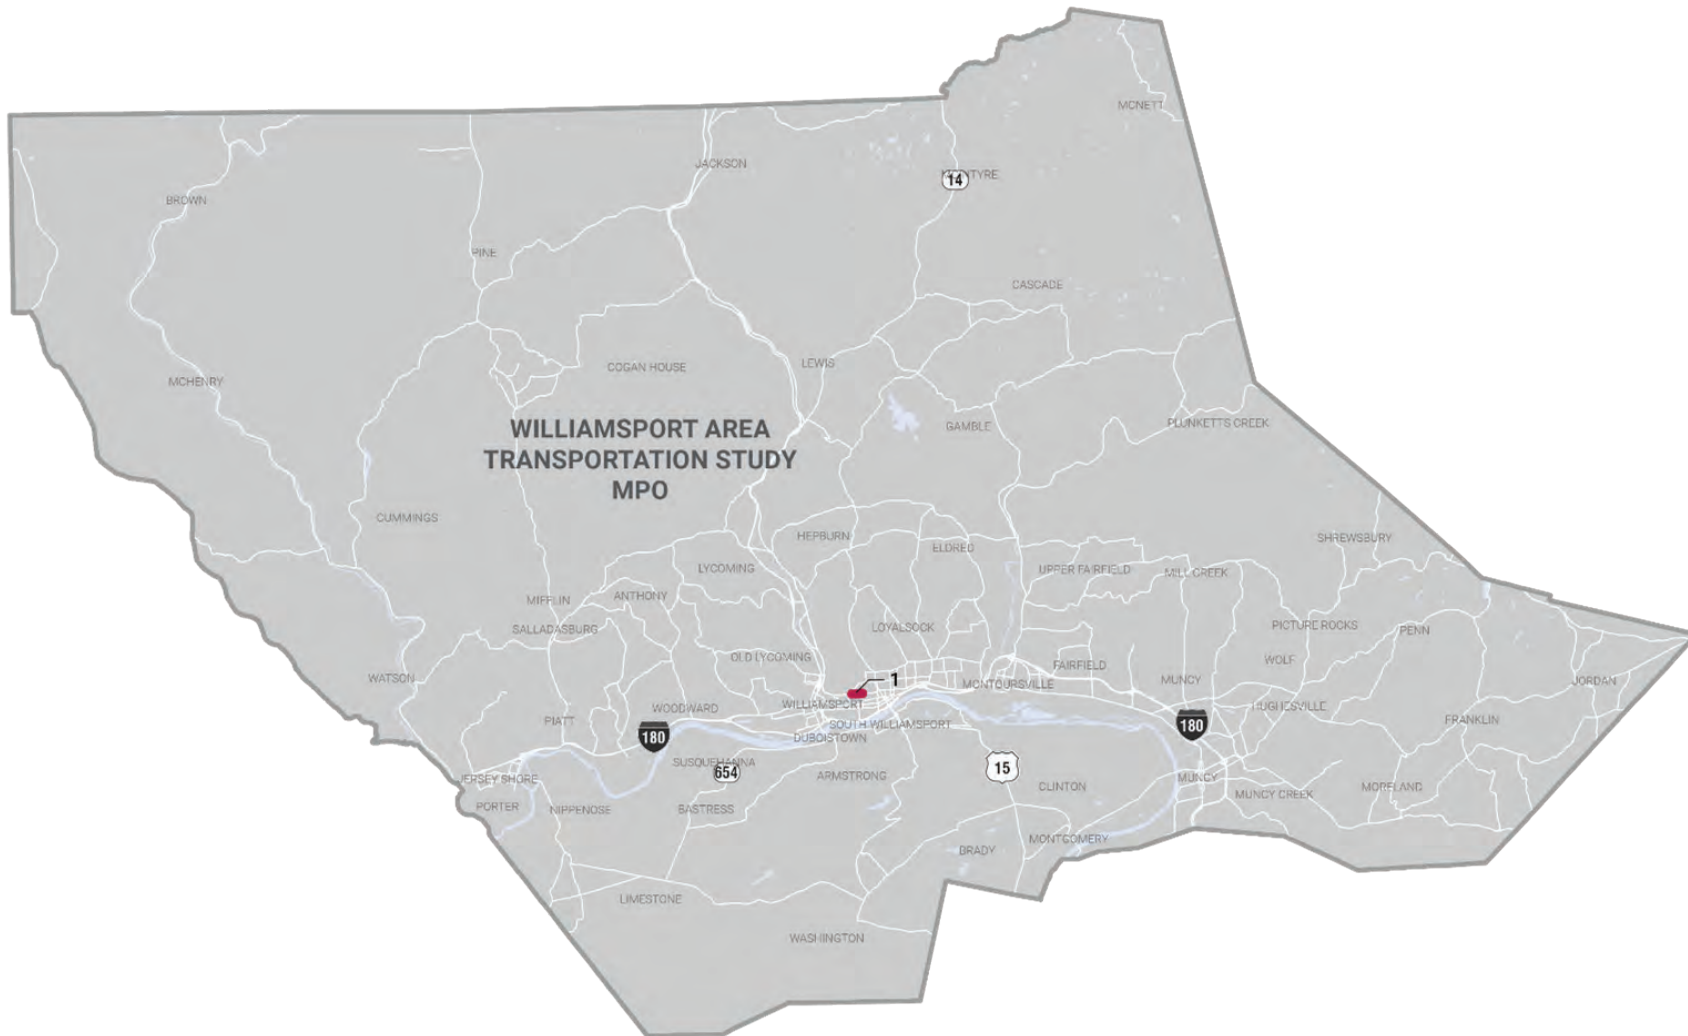 MCNETT
JACKSON
14
MCINTYRE
BROWN
PINE
CASCADE
COGAN HOUSE
LEWIS
MCHENRY
WILLIAMSPORT AREA
TRANSPORTATION STUDY
MPO
GAMBLE
PLUNKETTS CREEK
CUMMINGS
HEPBURN
ELDRED
SHREWSBURY
LYCOMING
UPPER FAIRFIELD
MILL CREEK
MIFFLIN
ANTHONY
SALLADASBURG
LOYALSOCK
PICTURE ROCKS
PENN
OLD LYCOMING
WOLF
FAIRFIELD
WATSON
1
MONTOURSVILLE
MUNCY
JORDAN
WOODWARD
WILLIAMSPORT
HUGHESVILLE
PIATT
SOUTH WILLIAMSPORT
FRANKLIN
180
180
DUBOISTOWN
SUSQUEHANNA
654
15
JERSEY SHORE
ARMSTRONG
CLINTON
MUNCY
MORELAND
MUNCY CREEK
PORTER
NIPPENOSE
BASTRESS
MONTGOMERY
BRADY
LIMESTONE
WASHINGTON